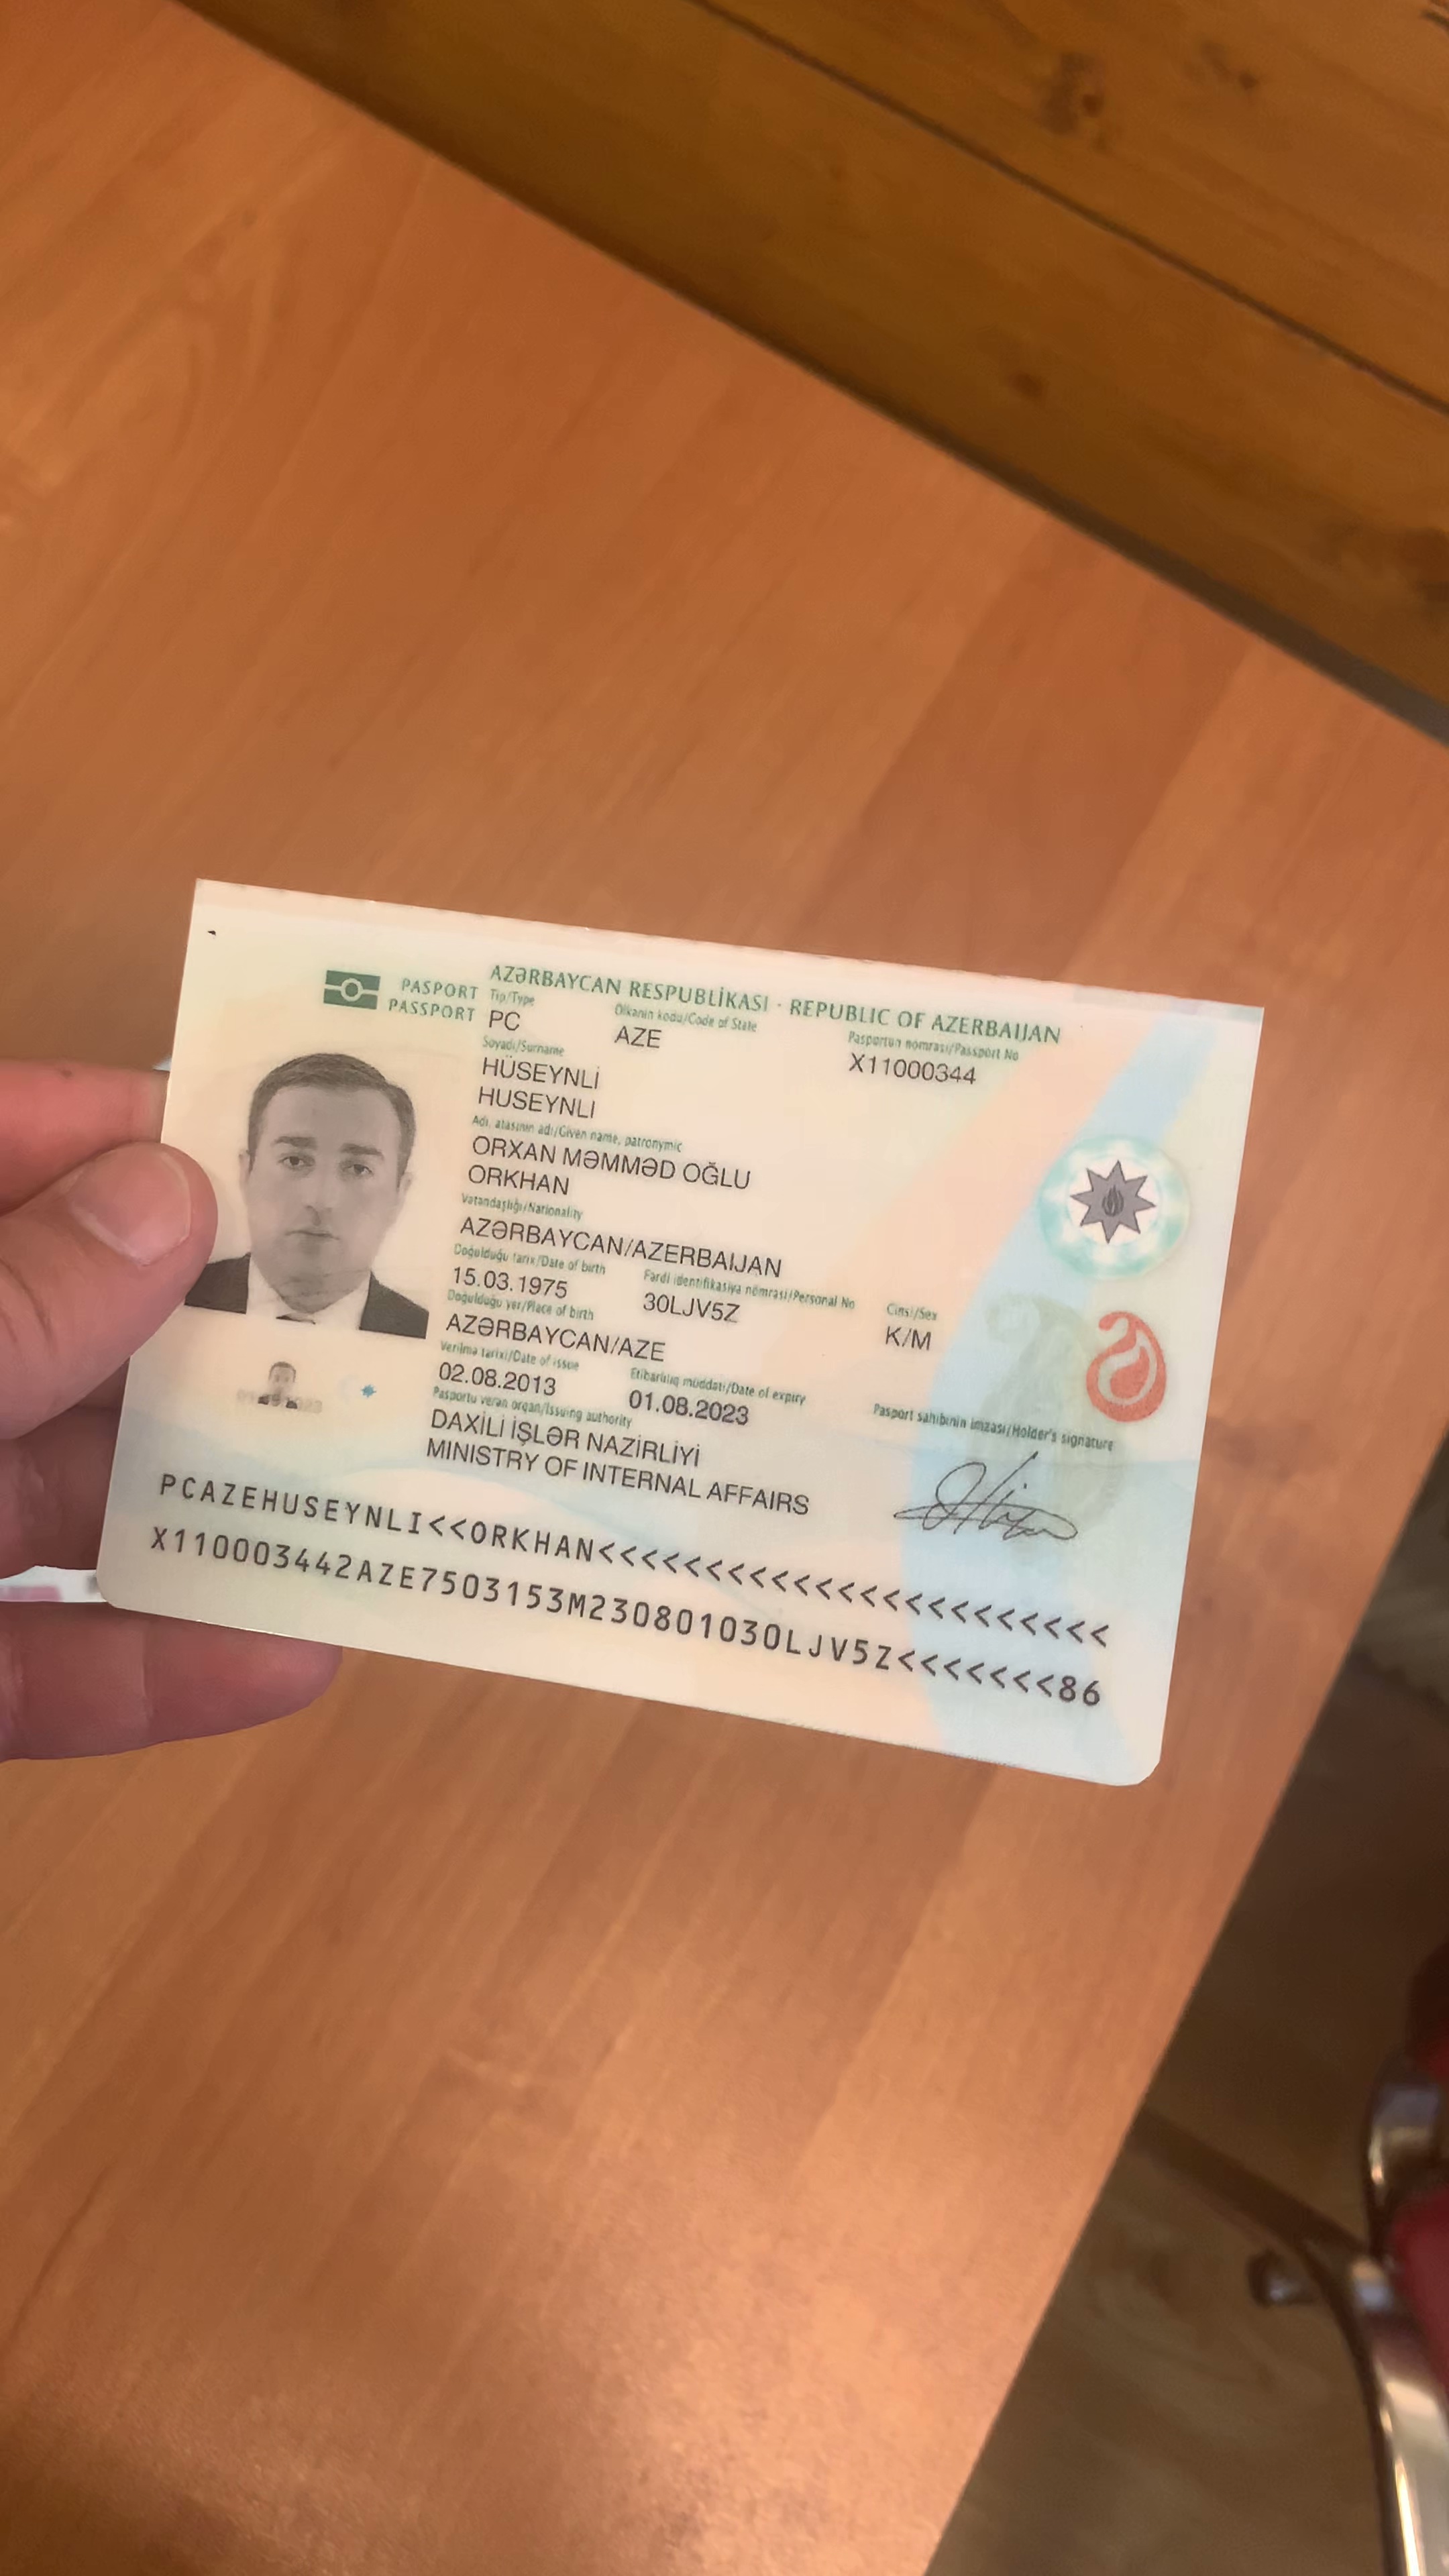 AZƏRBAYCAN RESPUBLİKASI · REPUBLIC OF AZERBAIJAN
PASPORT
PASSPORT
Tip/Type
PC
Ölkənin kodu/Code of State
AZE
Pasportun nömrəsi/Passport No
X11000344
Soyadı/Surname
HÜSEYNLİ
HUSEYNLI
Adı, atasının adı/Given name, patronymic
ORXAN MƏMMƏD OĞLU
ORKHAN
Vətəndaşlığı/Nationality
AZƏRBAYCAN/AZERBAIJAN
Doğulduğu tarix/Date of birth
15.03.1975
Fərdi identifikasiya nömrəsi/Personal No
30LJV5Z
Cinsi/Sex
K/M
Doğulduğu yer/Place of birth
AZƏRBAYCAN/AZE
Verilmə tarixi/Date of issue
02.08.2013
Etibarlılıq müddəti/Date of expiry
01.08.2023
Pasportu verən orqan/Issuing authority
DAXİLİ İŞLƏR NAZİRLİYİ
MINISTRY OF INTERNAL AFFAIRS
Pasport sahibinin imzası/Holder's signature
PCAZEHUSEYNLI<<ORKHAN<<<<<<<<<<<<<<<<<<<<<<<
X110003442AZE7503153M230801030LJV5Z<<<<<<<86